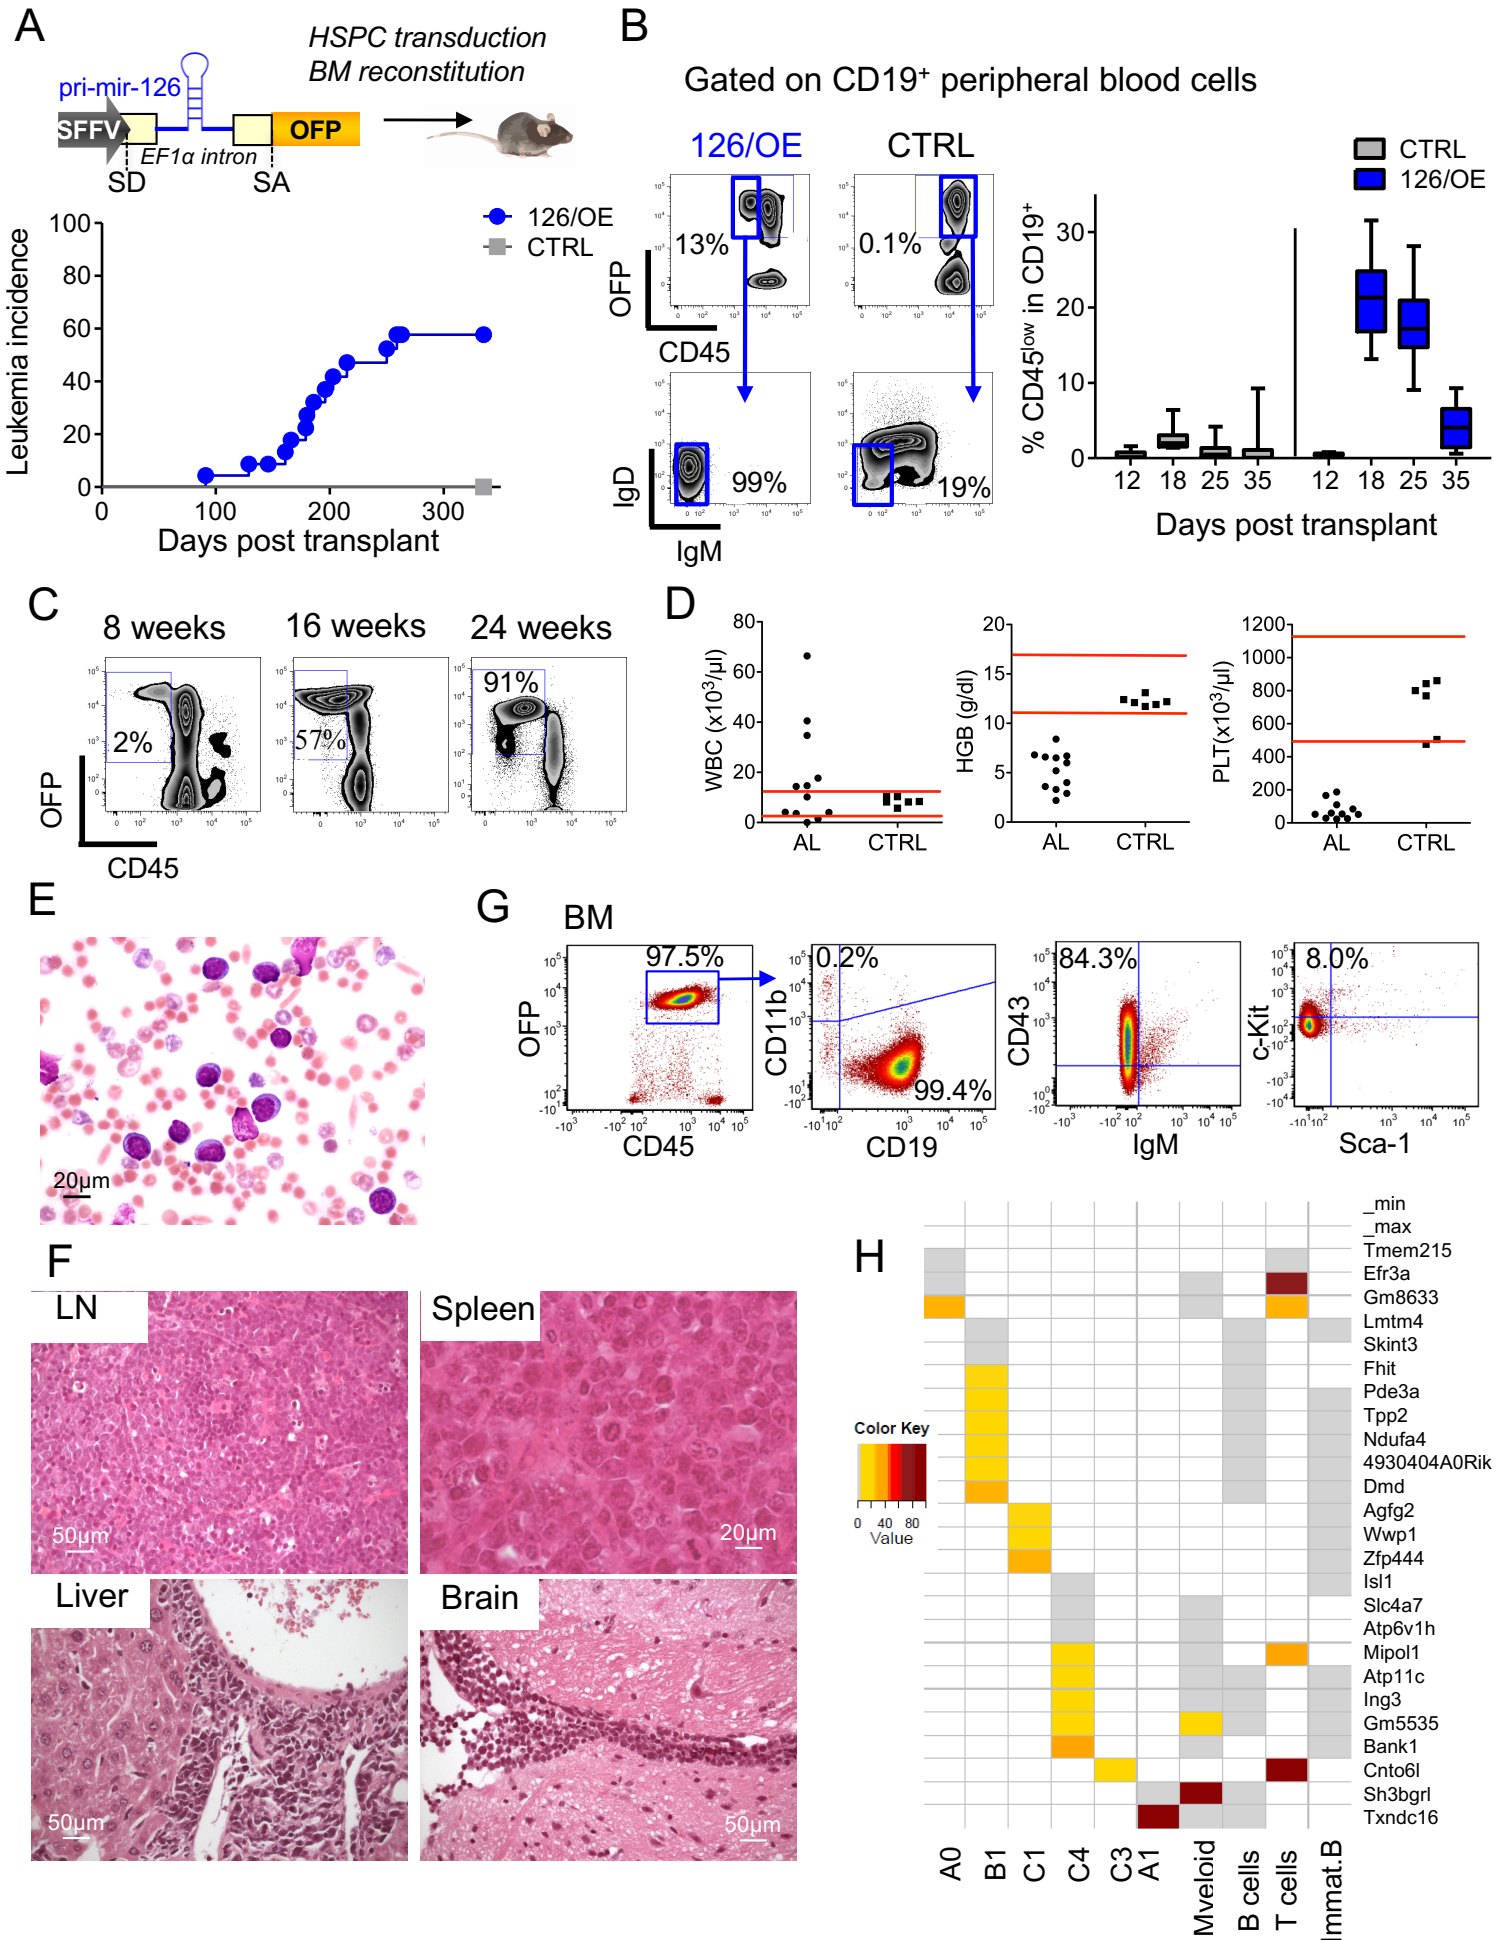 A
HSPC transduction
BM reconstitution
pri-mir-126
SFFV
OFP
EF1α intron
SD
SA
Leukemia incidence
100
80
60
40
20
0
0
100
200
300
Days post transplant
126/OE
CTRL
B
Gated on CD19⁺ peripheral blood cells
126/OE
CTRL
13%
0.1%
OFP
CD45
99%
19%
IgD
IgM
CTRL
126/OE
% CD45ˡᵒʷ in CD19⁺
30
20
10
0
12 18 25 35 12 18 25 35
Days post transplant
C
8 weeks
16 weeks
24 weeks
2%
57%
91%
OFP
CD45
D
WBC (x10³/µl)
80
60
40
20
0
AL CTRL
HGB (g/dl)
20
15
10
5
0
AL CTRL
PLT(x10³/µl)
1200
1000
800
600
400
200
0
AL CTRL
E
20µm
G
BM
97.5%
OFP
CD45
0.2%
99.4%
CD11b
CD19
84.3%
CD43
IgM
8.0%
c-Kit
Sca-1
F
LN
50µm
Spleen
20µm
Liver
50µm
Brain
50µm
H
Color Key
0 40 80
Value
_min
_max
Tmem215
Efr3a
Gm8633
Lmtm4
Skint3
Fhit
Pde3a
Tpp2
Ndufa4
4930404A0Rik
Dmd
Agfg2
Wwp1
Zfp444
Isl1
Slc4a7
Atp6v1h
Mipol1
Atp11c
Ing3
Gm5535
Bank1
Cnto6l
Sh3bgrl
Txndc16
A0
B1
C1
C4
C3
A1
Mveloid
B cells
T cells
Immat.B